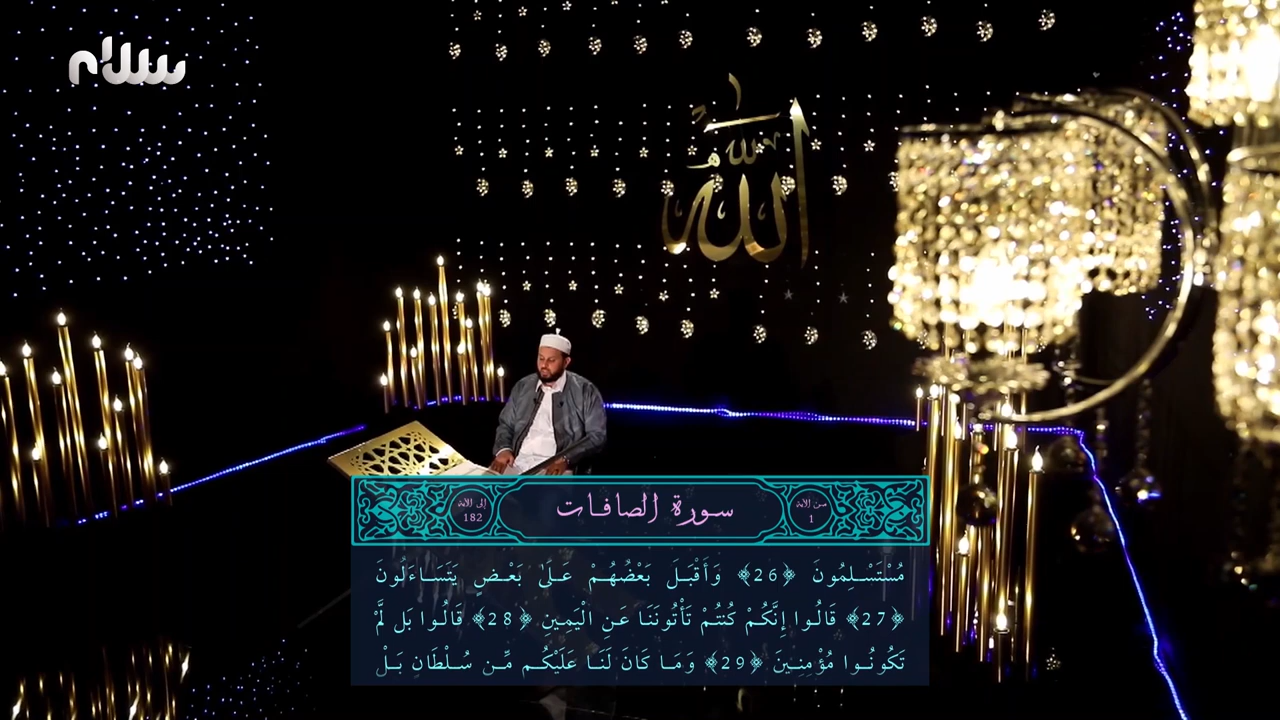 سلام
الله
إلى الآية
182
سورة الصافات
من الآية
1
مُسْتَسْلِمُونَ ﴿26﴾ وَأَقْبَلَ بَعْضُهُمْ عَلَىٰ بَعْضٍ يَتَسَاءَلُونَ
﴿27﴾ قَالُوا إِنَّكُمْ كُنتُمْ تَأْتُونَنَا عَنِ الْيَمِينِ ﴿28﴾ قَالُوا بَل لَّمْ
تَكُونُوا مُؤْمِنِينَ ﴿29﴾ وَمَا كَانَ لَنَا عَلَيْكُم مِّن سُلْطَانٍ بَلْ